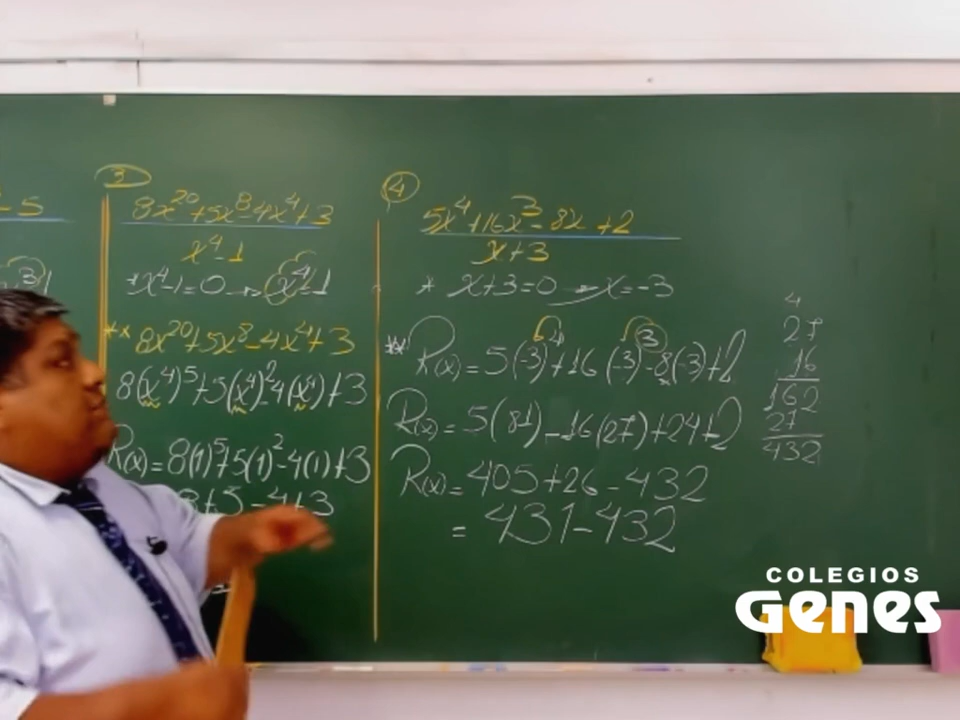 - 5
3
8x²⁰+5x⁸-4x⁴+3
x⁴-1
*x⁴-1=0 → x⁴=1
** 8x²⁰+5x⁸-4x⁴+3
8(x⁴)⁵+5(x⁴)²-4(x⁴)+3
R(x)=8(1)⁵+5(1)²-4(1)+3
8+5-4+3
4
5x⁴+16x³-8x+2
x+3
* x+3=0 → x=-3
** R(x)=5(-3)⁴+16(-3)³-8(-3)+2
R(x)=5(81)-16(27)+24+2
R(x)=405+26-432
=431-432
4
27
16
162
27
432
COLEGIOS
Genes